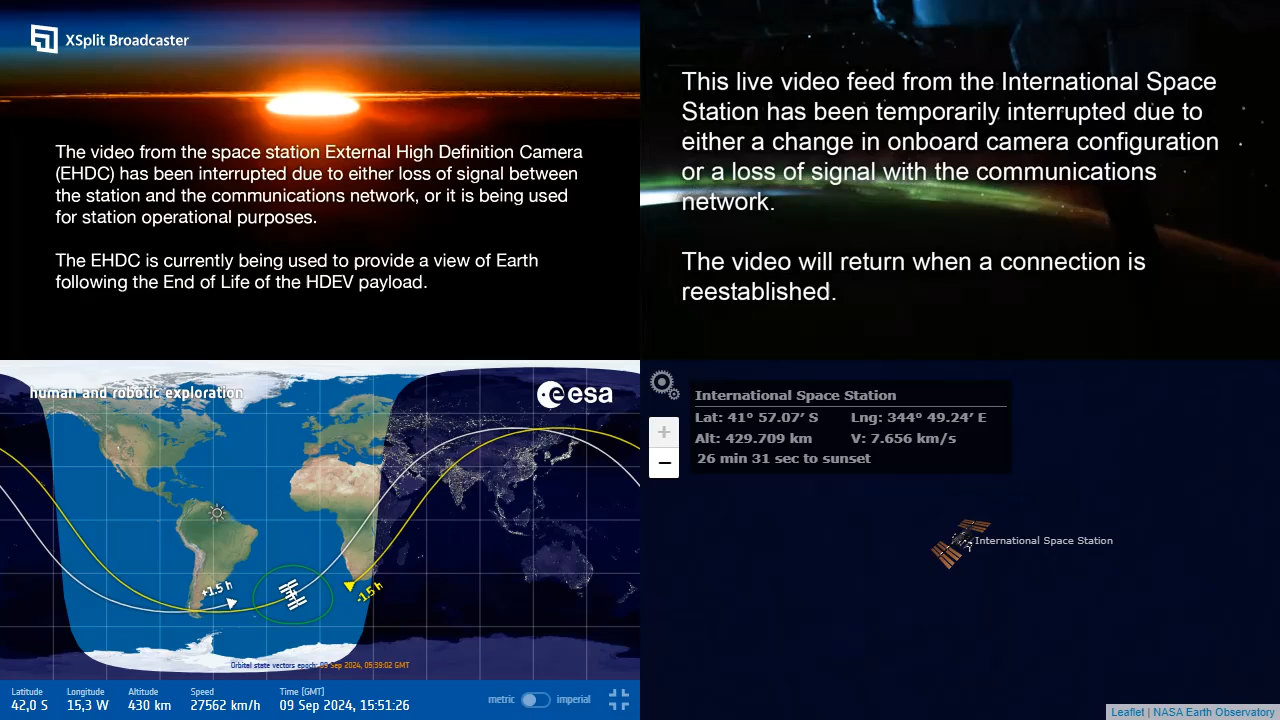 XSplit Broadcaster
The video from the space station External High Definition Camera
(EHDC) has been interrupted due to either loss of signal between
the station and the communications network, or it is being used
for station operational purposes.
The EHDC is currently being used to provide a view of Earth
following the End of Life of the HDEV payload.
This live video feed from the International Space
Station has been temporarily interrupted due to
either a change in onboard camera configuration
or a loss of signal with the communications
network.
The video will return when a connection is
reestablished.
human and robotic exploration
esa
+1.5 h
-1.5 h
Orbital state vectors epoch: 09 Sep 2024, 05:39:02 GMT
Latitude Longitude Altitude Speed Time [GMT]
42,0 S 15,3 W 430 km 27562 km/h 09 Sep 2024, 15:51:26
metric imperial
+
−
International Space Station
Lat: 41° 57.07′ S Lng: 344° 49.24′ E
Alt: 429.709 km V: 7.656 km/s
26 min 31 sec to sunset
International Space Station
Leaflet | NASA Earth Observatory